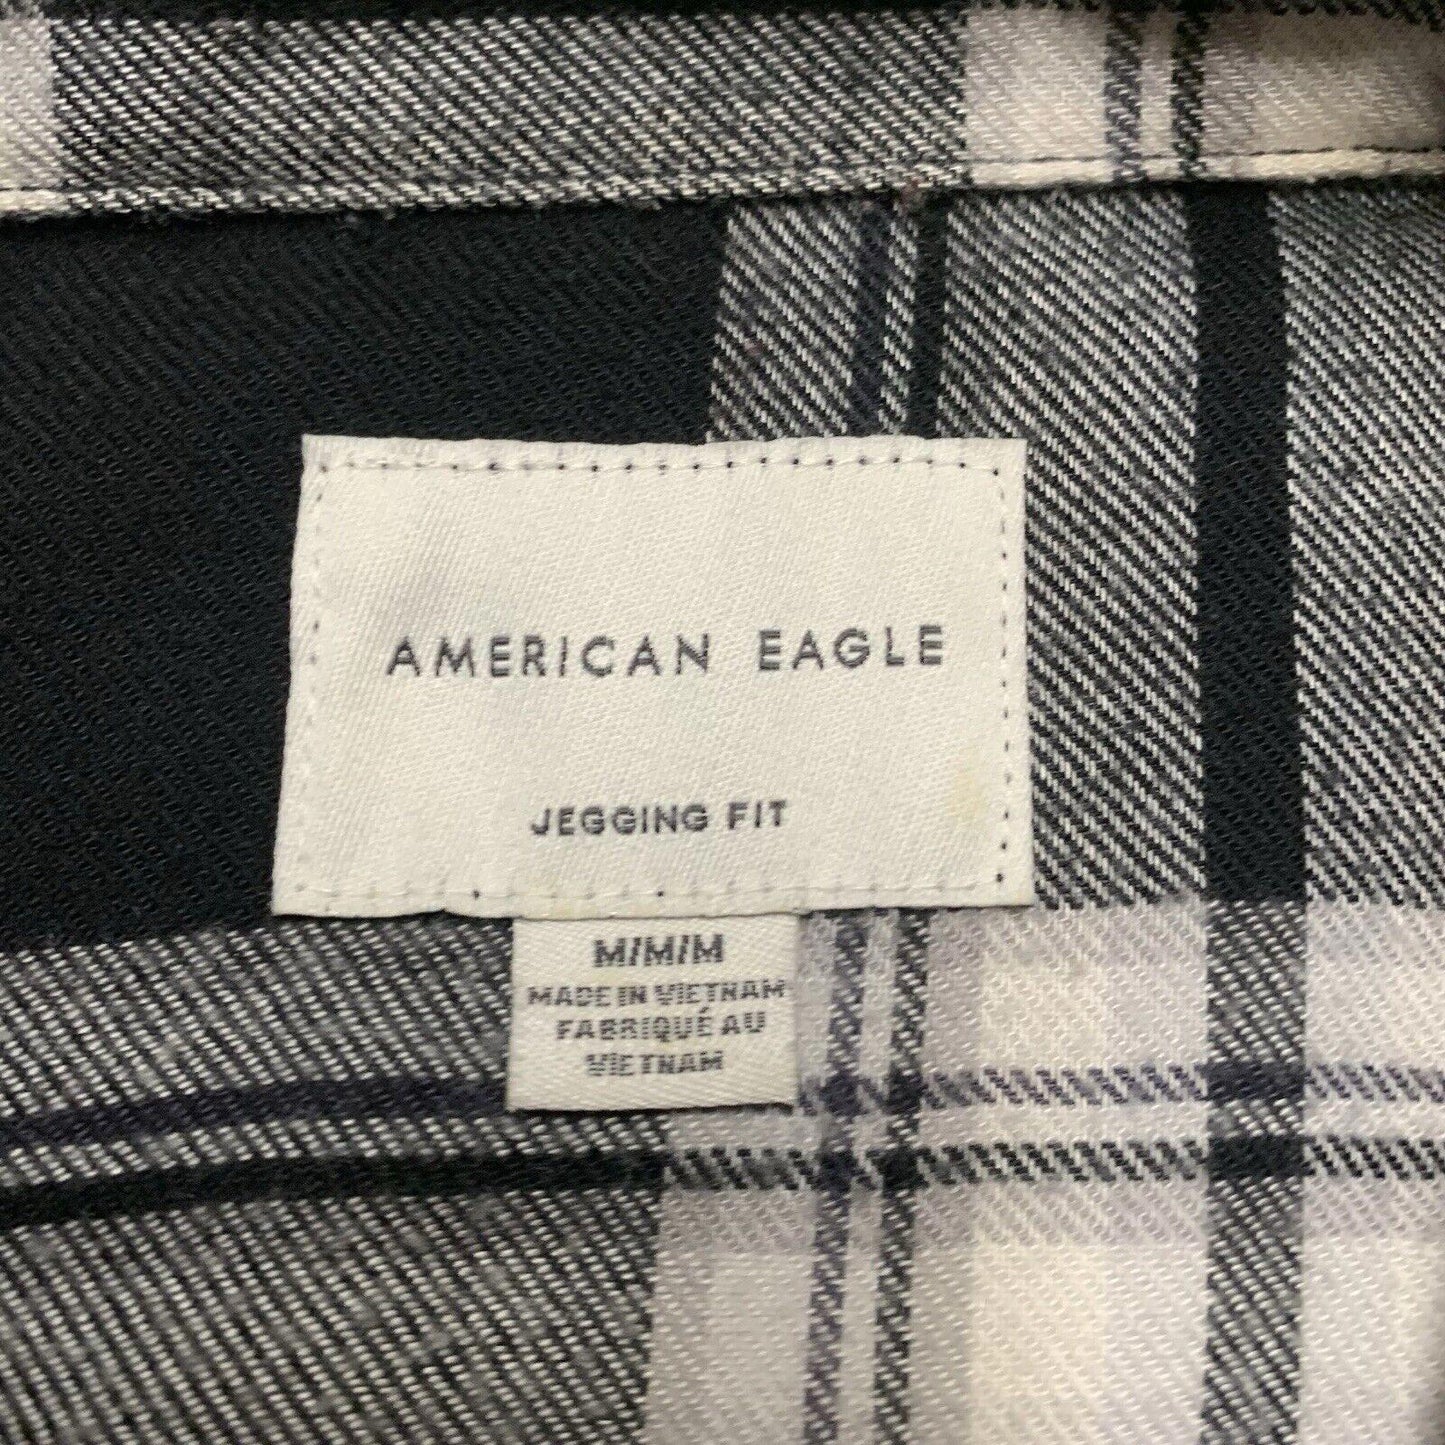 AMERICAN EAGLE
JEGGING FIT
M/M/M
MADE IN VIETNAM
FABRIQUÉ AU
VIETNAM